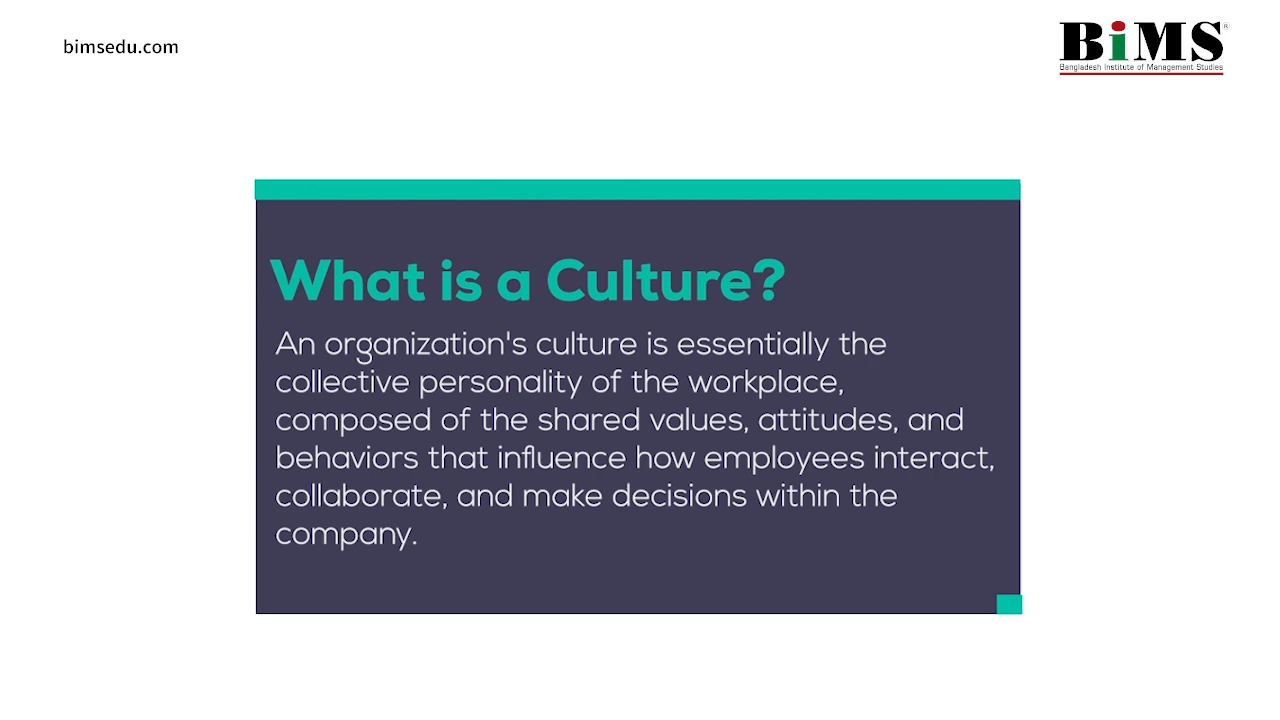 bimsedu.com
BiMS®
Bangladesh Institute of Management Studies
What is a Culture?
An organization's culture is essentially the
collective personality of the workplace,
composed of the shared values, attitudes, and
behaviors that influence how employees interact,
collaborate, and make decisions within the
company.